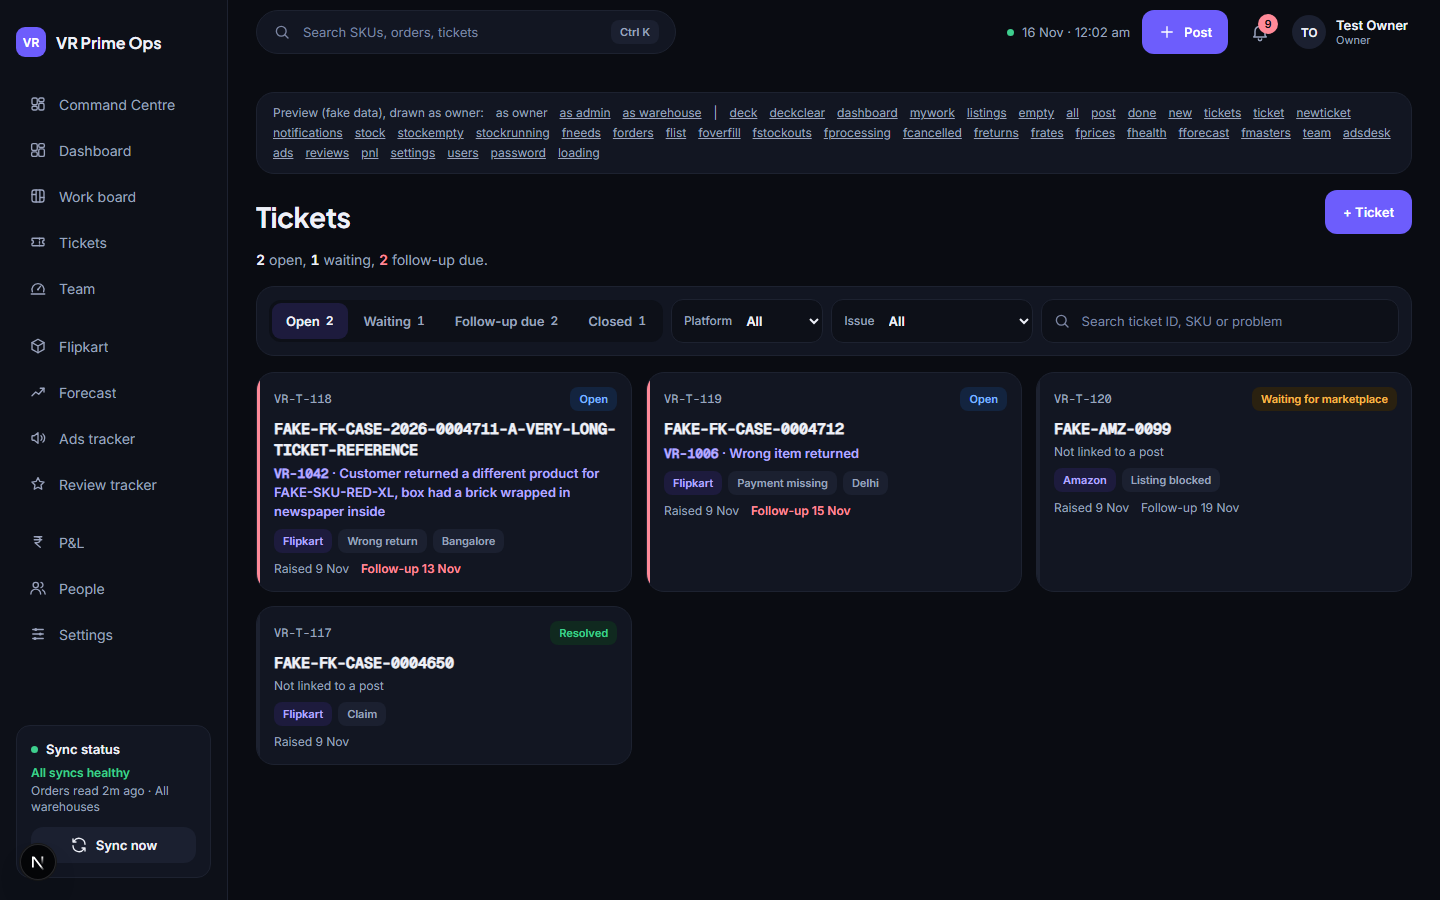 VR VR Prime Ops
Search SKUs, orders, tickets Ctrl K
16 Nov · 12:02 am
+ Post
9
TO Test Owner
Owner
Command Centre
Dashboard
Work board
Tickets
Team
Flipkart
Forecast
Ads tracker
Review tracker
₹ P&L
People
Settings
Sync status
All syncs healthy
Orders read 2m ago · All
warehouses
Sync now
N
Preview (fake data), drawn as owner: as owner as admin as warehouse | deck deckclear dashboard mywork listings empty all post done new tickets ticket newticket
notifications stock stockempty stockrunning fneeds forders flist foverfill fstockouts fprocessing fcancelled freturns frates fprices fhealth fforecast fmasters team adsdesk
ads reviews pnl settings users password loading
Tickets
+ Ticket
2 open, 1 waiting, 2 follow-up due.
Open 2 Waiting 1 Follow-up due 2 Closed 1 Platform All Issue All Search ticket ID, SKU or problem
VR-T-118 Open
FAKE-FK-CASE-2026-0004711-A-VERY-LONG-
TICKET-REFERENCE
VR-1042 · Customer returned a different product for
FAKE-SKU-RED-XL, box had a brick wrapped in
newspaper inside
Flipkart Wrong return Bangalore
Raised 9 Nov Follow-up 13 Nov
VR-T-119 Open
FAKE-FK-CASE-0004712
VR-1006 · Wrong item returned
Flipkart Payment missing Delhi
Raised 9 Nov Follow-up 15 Nov
VR-T-120 Waiting for marketplace
FAKE-AMZ-0099
Not linked to a post
Amazon Listing blocked
Raised 9 Nov Follow-up 19 Nov
VR-T-117 Resolved
FAKE-FK-CASE-0004650
Not linked to a post
Flipkart Claim
Raised 9 Nov